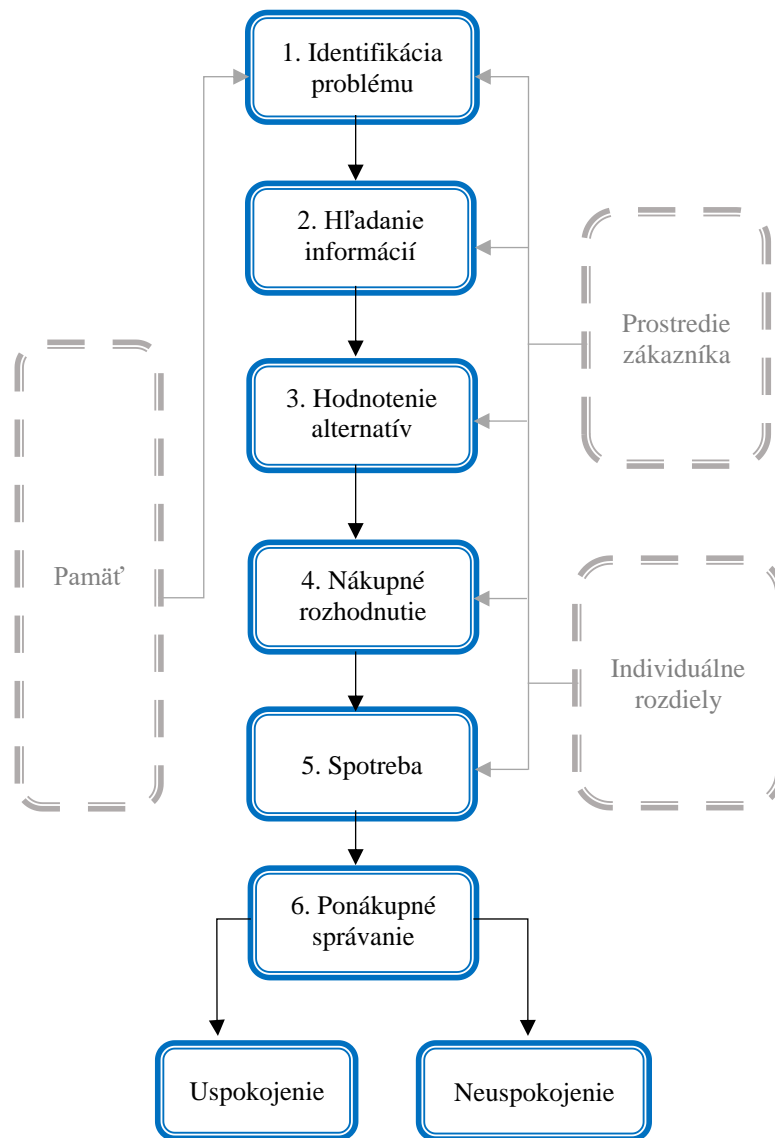 1. Identifikácia
problému
2. Hľadanie
informácií
Prostredie
zákazníka
3. Hodnotenie
alternatív
Pamäť
4. Nákupné
rozhodnutie
Individuálne
rozdiely
5. Spotreba
6. Ponákupné
správanie
Uspokojenie
Neuspokojenie